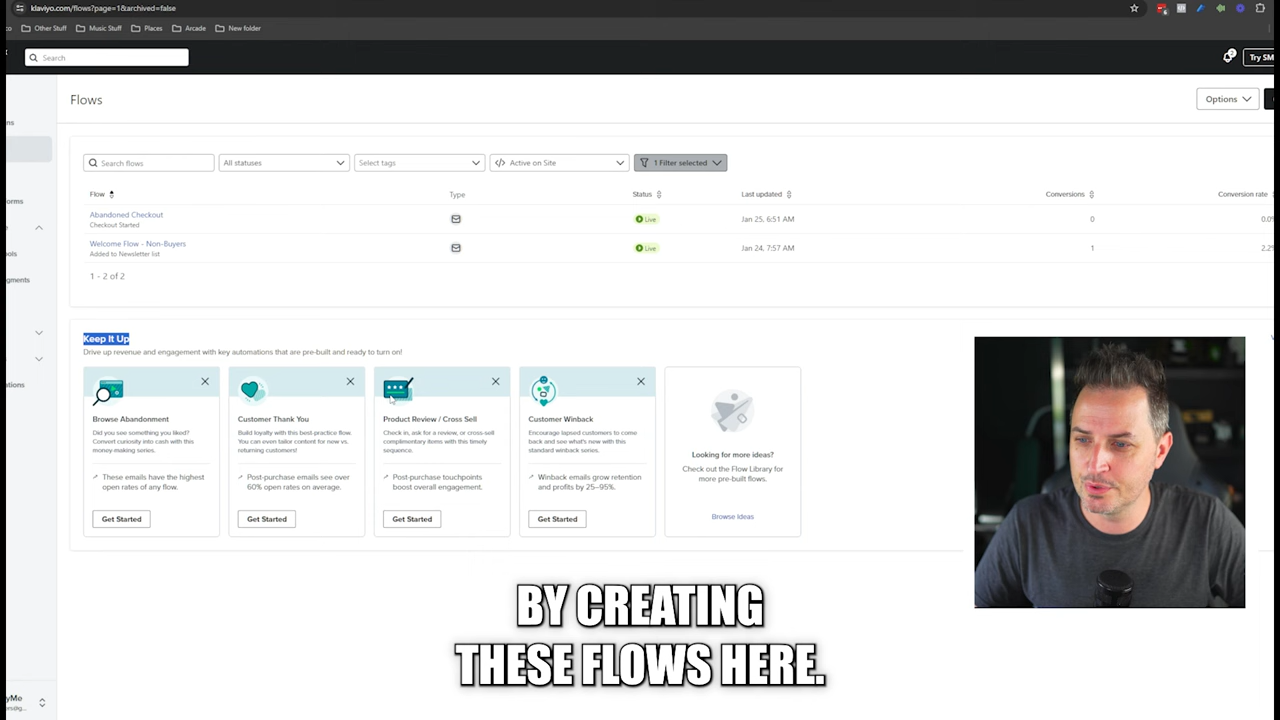 klaviyo.com/flows?page=1&archived=false
Other Stuff Music Stuff Places Arcade New folder
Search
Try SM
Flows
Options
Search flows All statuses Select tags Active on Site 1 Filter selected
Flow Type Status Last updated Conversions Conversion rate
Abandoned Checkout Live Jan 25, 6:51 AM 0 0.0%
Checkout Started
Welcome Flow - Non-Buyers Live Jan 24, 7:57 AM 1 2.2%
Added to Newsletter list
1 - 2 of 2
Keep It Up
Drive up revenue and engagement with key automations that are pre-built and ready to turn on!
Browse Abandonment
Did you see something you liked?
Convert curiosity into cash with this
money-making series.
These emails have the highest
open rates of any flow.
Get Started
Customer Thank You
Build loyalty with this best-practice flow.
You can even tailor content for new vs.
returning customers!
Post-purchase emails see over
60% open rates on average.
Get Started
Product Review / Cross Sell
Check in, ask for a review, or cross-sell
complimentary items with this timely
sequence.
Post-purchase touchpoints
boost overall engagement.
Get Started
Customer Winback
Encourage lapsed customers to come
back and see what's new with this
standard winback series.
Winback emails grow retention
and profits by 25–95%.
Get Started
Looking for more ideas?
Check out the Flow Library for
more pre-built flows.
Browse Ideas
BY CREATING
THESE FLOWS HERE.